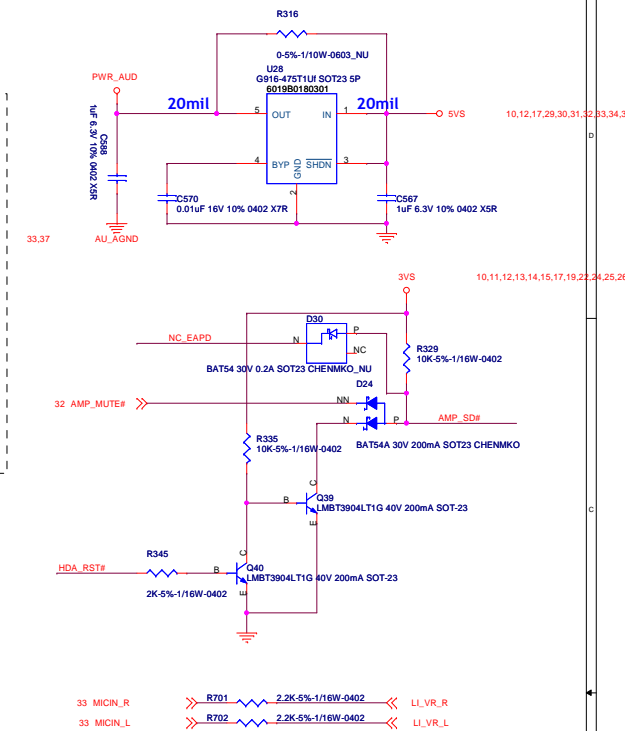 R316
0-5%-1/10W-0603_NU
U28
G916-475T1Uf SOT23 5P
6019B0180301
PWR_AUD
20mil
5
OUT
IN
1
20mil
5VS
10,12,17,29,30,31,32,33,34,3
D
1uF 6.3V 10% 0402 X5R
C588
4
BYP
GND
SHDN
3
2
C570
0.01uF 16V 10% 0402 X7R
C567
1uF 6.3V 10% 0402 X5R
33,37
AU_AGND
3VS
10,11,12,13,14,15,17,19,22,24,25,26
D30
NC_EAPD
N
P
NC
R329
10K-5%-1/16W-0402
BAT54 30V 0.2A SOT23 CHENMKO_NU
D24
32 AMP_MUTE#
NN
N
P
AMP_SD#
BAT54A 30V 200mA SOT23 CHENMKO
R335
10K-5%-1/16W-0402
C
B
Q39
LMBT3904LT1G 40V 200mA SOT-23
E
C
R345
C
HDA_RST#
B
Q40
LMBT3904LT1G 40V 200mA SOT-23
2K-5%-1/16W-0402
E
33 MICIN_R
R701
2.2K-5%-1/16W-0402
LI_VR_R
33 MICIN_L
R702
2.2K-5%-1/16W-0402
LI_VR_L